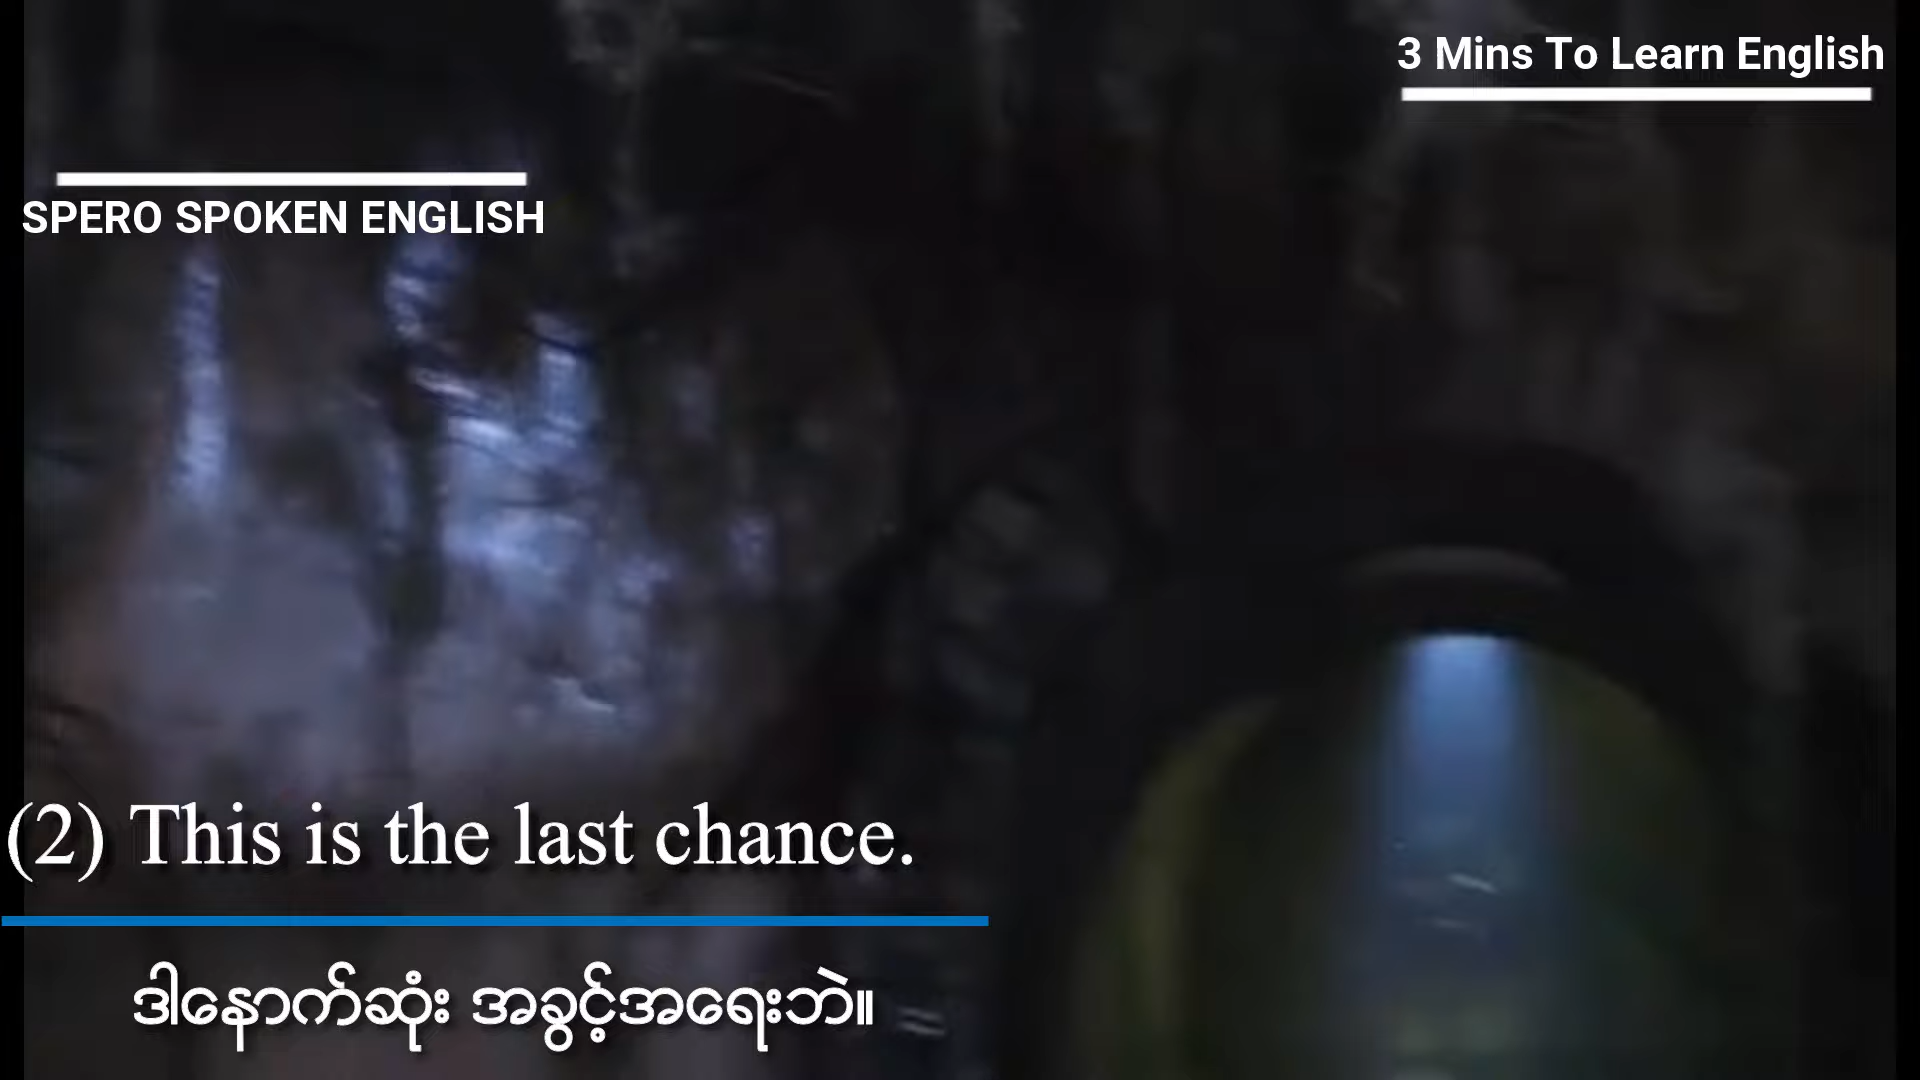 3 Mins To Learn English
SPERO SPOKEN ENGLISH
(2) This is the last chance.
ဒါနောက်ဆုံး အခွင့်အရေးဘဲ။